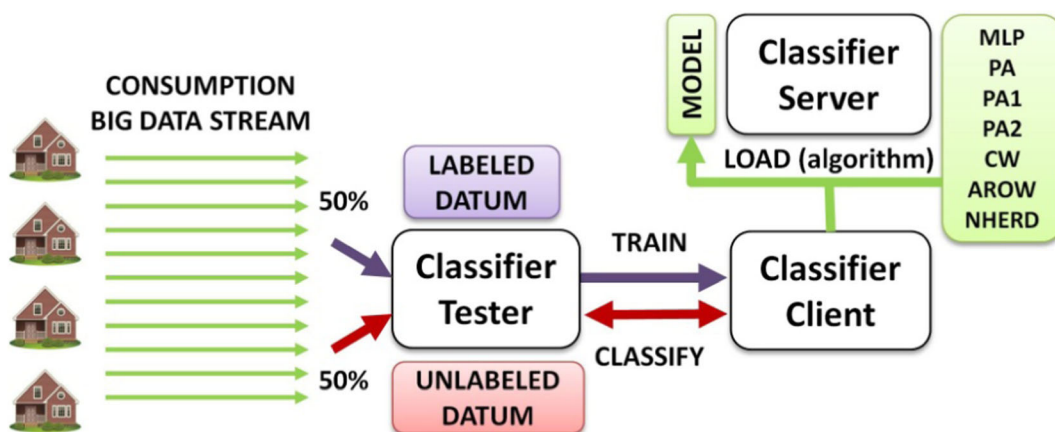 CONSUMPTION
BIG DATA STREAM
50%
50%
LABELED
DATUM
Classifier
Tester
UNLABELED
DATUM
TRAIN
CLASSIFY
MODEL
Classifier
Server
LOAD (algorithm)
Classifier
Client
MLP
PA
PA1
PA2
CW
AROW
NHERD